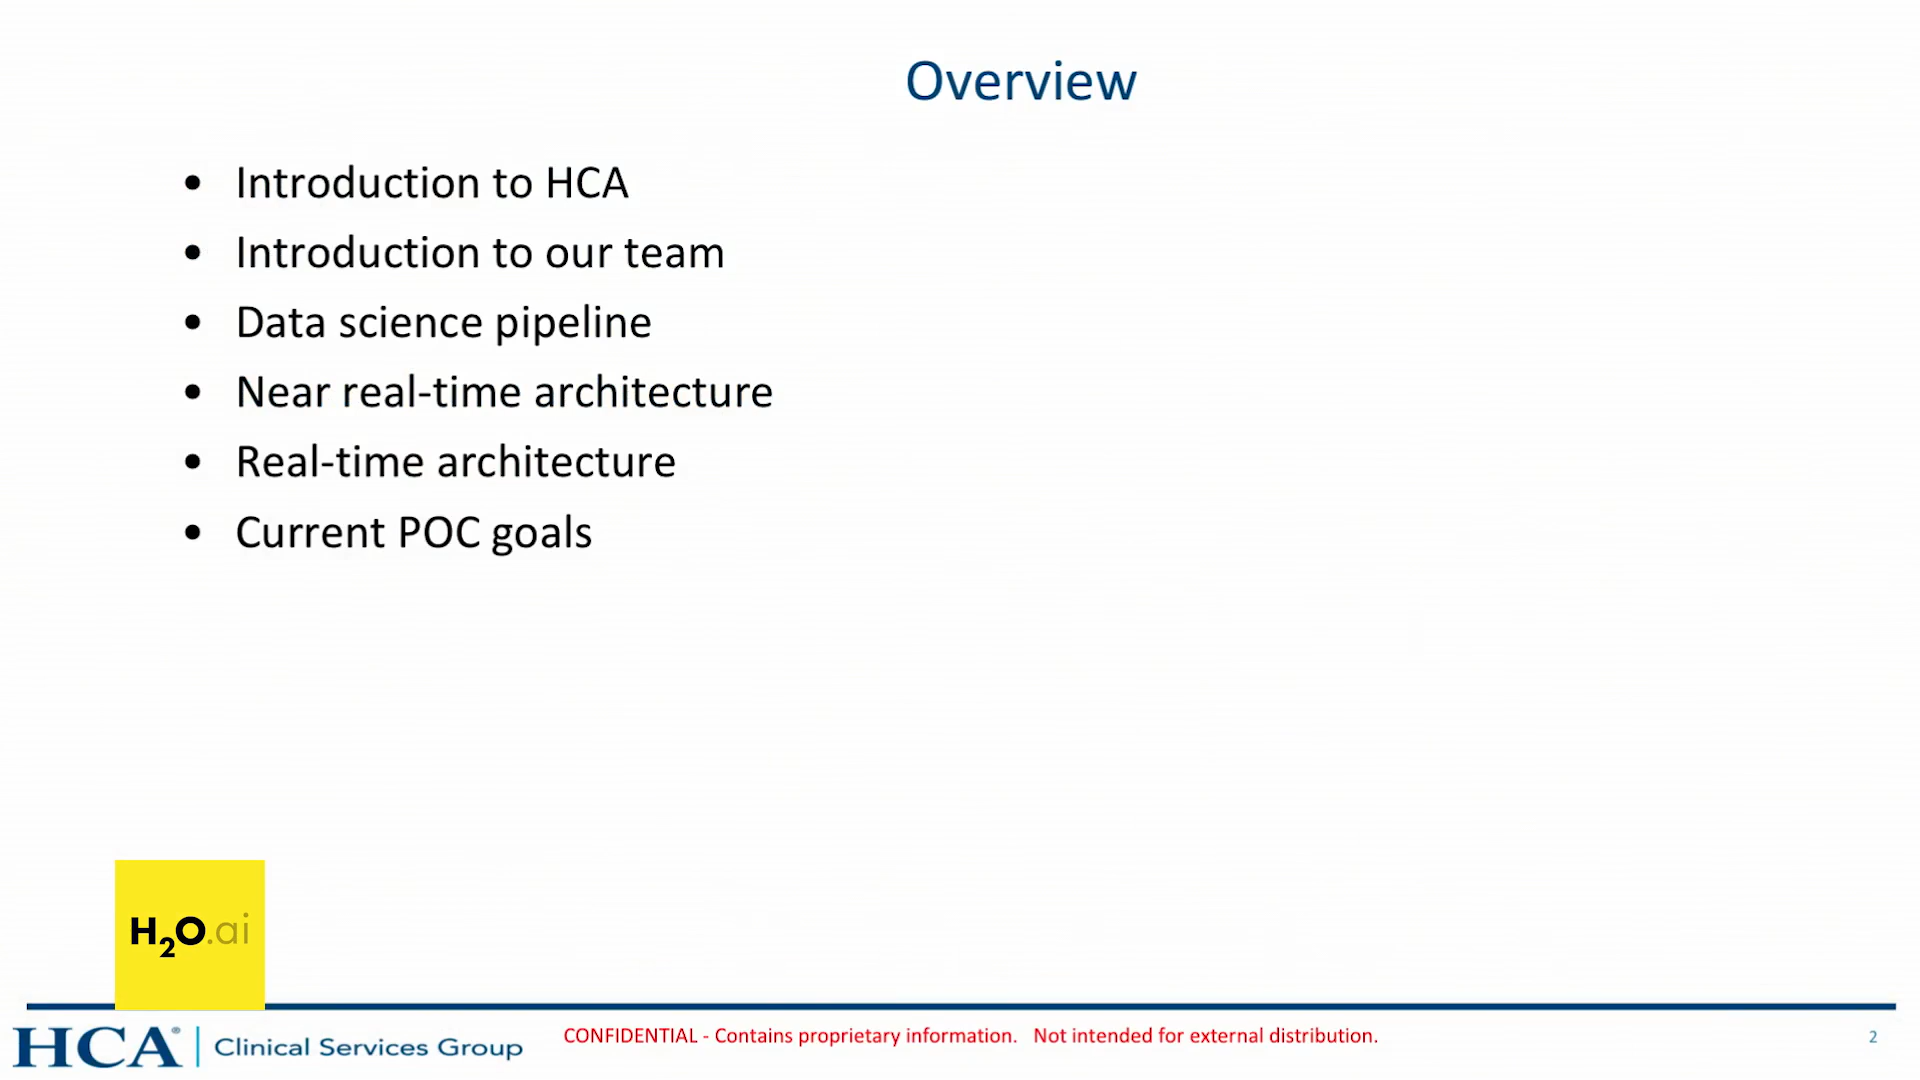 Overview
• Introduction to HCA
• Introduction to our team
• Data science pipeline
• Near real-time architecture
• Real-time architecture
• Current POC goals
H2O.ai
HCA® | Clinical Services Group
CONFIDENTIAL - Contains proprietary information. Not intended for external distribution.
2